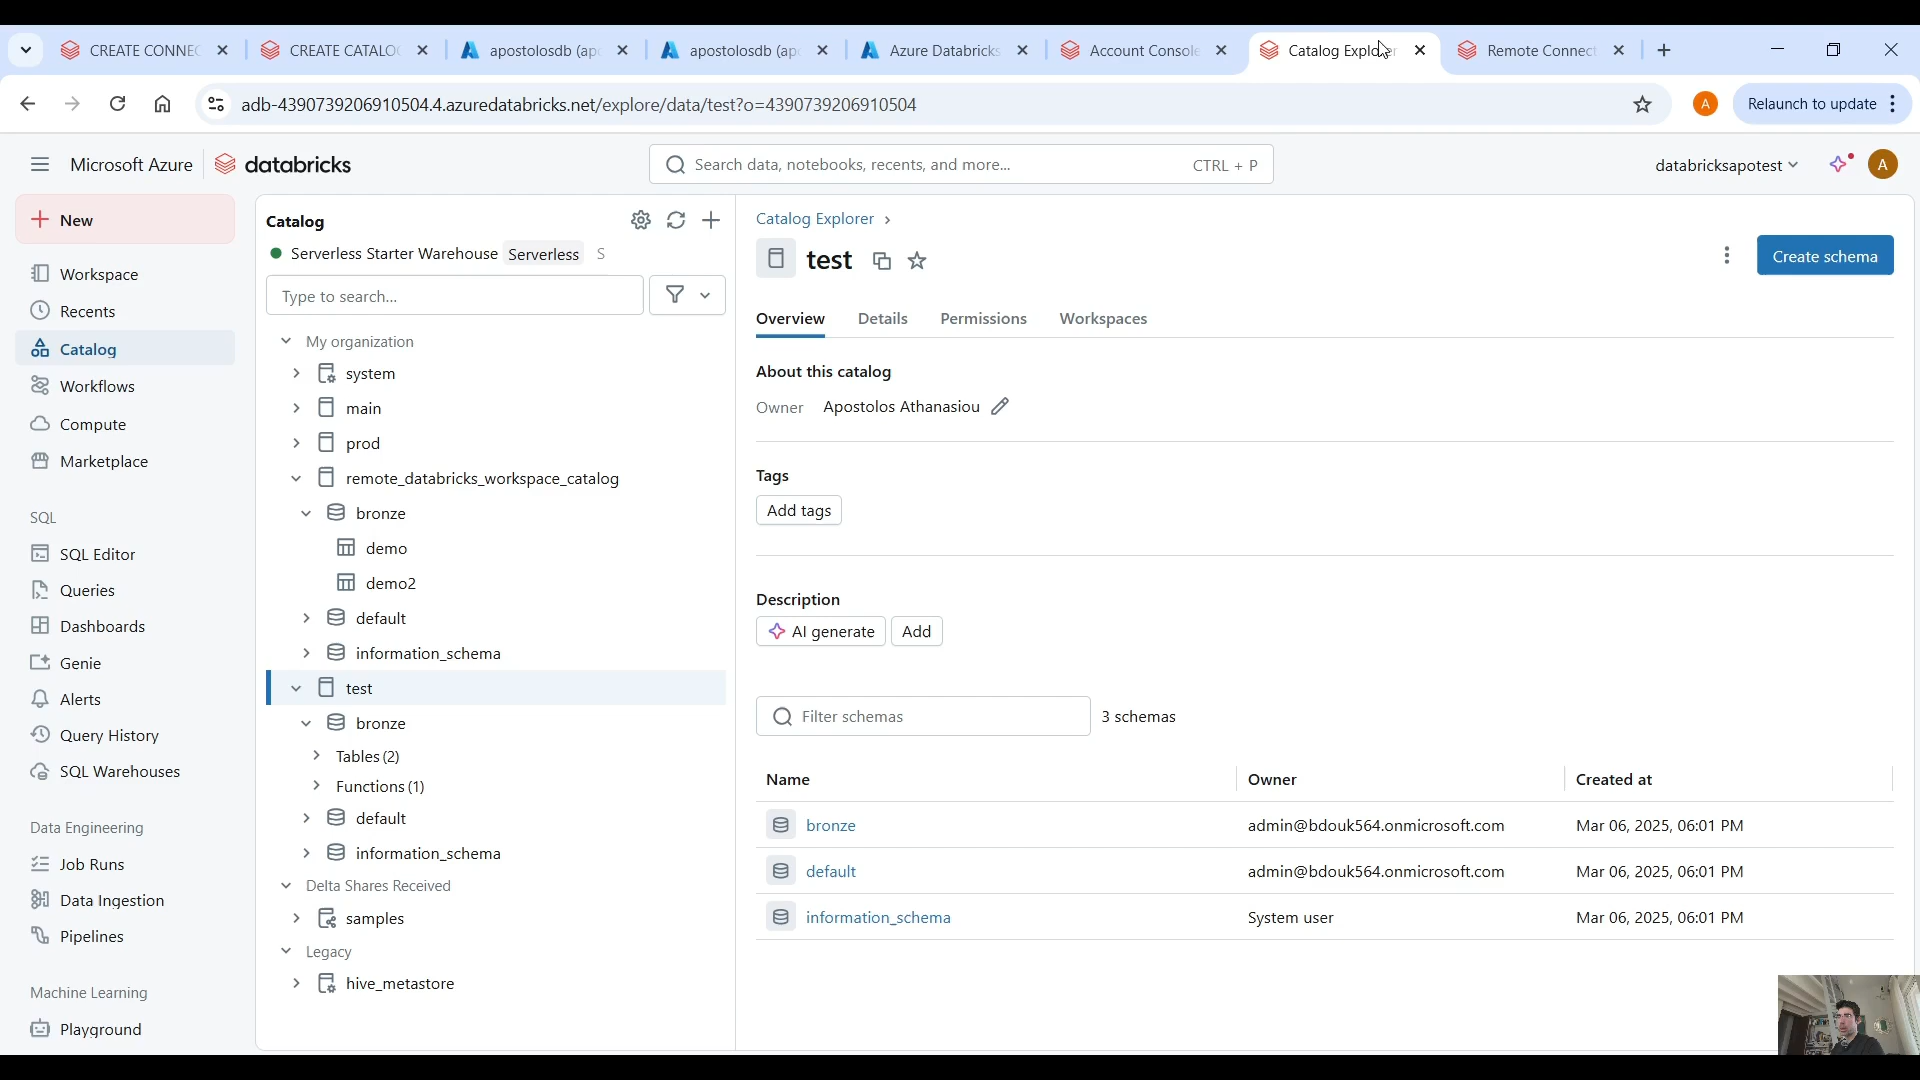 CREATE CONNEC
CREATE CATALOG
apostolosdb (apo
apostolosdb (apo
Azure Databricks
Account Console
Catalog Explorer
Remote Connect
adb-4390739206910504.4.azuredatabricks.net/explore/data/test?o=4390739206910504
A
Relaunch to update
Microsoft Azure
databricks
Search data, notebooks, recents, and more...
CTRL + P
databricksapotest
A
New
Workspace
Recents
Catalog
Workflows
Compute
Marketplace
SQL
SQL Editor
Queries
Dashboards
Genie
Alerts
Query History
SQL Warehouses
Data Engineering
Job Runs
Data Ingestion
Pipelines
Machine Learning
Playground
Catalog
Serverless Starter Warehouse Serverless S
Type to search...
My organization
system
main
prod
remote_databricks_workspace_catalog
bronze
demo
demo2
default
information_schema
test
bronze
Tables (2)
Functions (1)
default
information_schema
Delta Shares Received
samples
Legacy
hive_metastore
Catalog Explorer
test
Create schema
Overview Details Permissions Workspaces
About this catalog
Owner Apostolos Athanasiou
Tags
Add tags
Description
AI generate Add
Filter schemas 3 schemas
Name Owner Created at
bronze admin@bdouk564.onmicrosoft.com Mar 06, 2025, 06:01 PM
default admin@bdouk564.onmicrosoft.com Mar 06, 2025, 06:01 PM
information_schema System user Mar 06, 2025, 06:01 PM